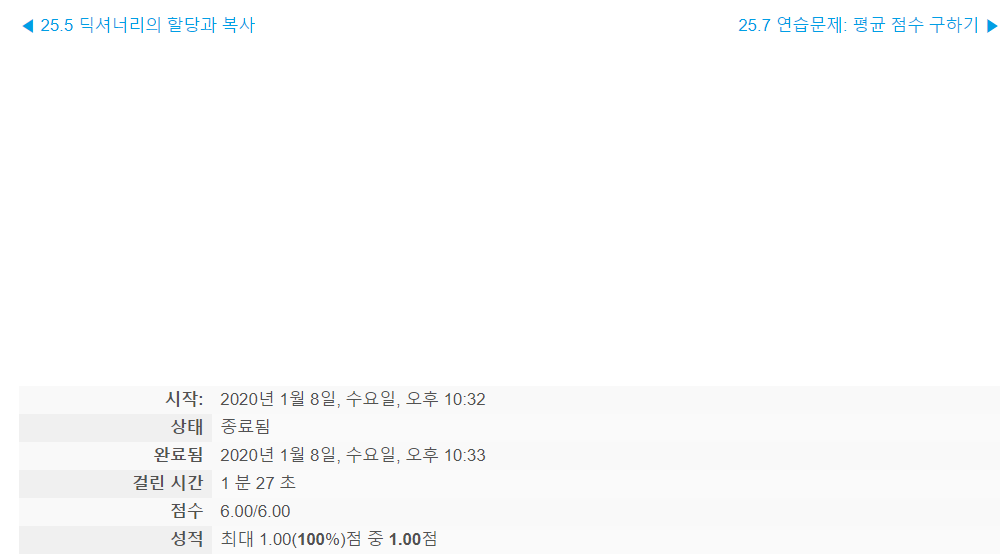 ◀ 25.5 딕셔너리의 할당과 복사
25.7 연습문제: 평균 점수 구하기 ▶
시작: 2020년 1월 8일, 수요일, 오후 10:32
상태 종료됨
완료됨 2020년 1월 8일, 수요일, 오후 10:33
걸린 시간 1 분 27 초
점수 6.00/6.00
성적 최대 1.00(100%)점 중 1.00점